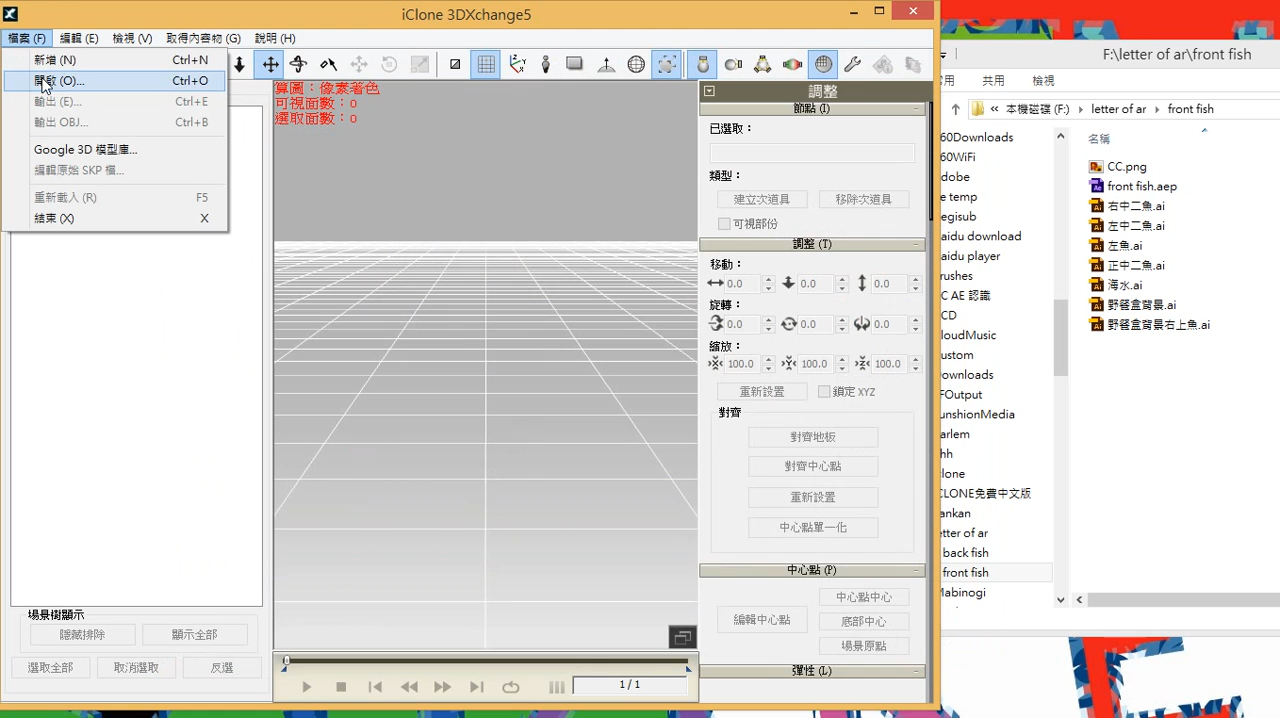 iClone 3DXchange5
檔案 (F) 編輯 (E) 檢視 (V) 取得內容物 (G) 說明 (H)
新增 (N) Ctrl+N
開啟 (O)... Ctrl+O
輸出 (E)... Ctrl+E
輸出 OBJ... Ctrl+B
Google 3D 模型庫...
編輯原始 SKP 檔...
重新載入 (R) F5
結束 (X) X
算圖：像素著色
可視面數：0
選取面數：0
場景樹顯示
隱藏排除 顯示全部
選取全部 取消選取 反選
1 / 1
調整
節點 (I)
已選取：
類型：
建立次道具 移除次道具
可視部份
調整 (T)
移動：
0.0 0.0 0.0
旋轉：
0.0 0.0 0.0
縮放：
100.0 100.0 100.0
重新設置 鎖定 XYZ
對齊
對齊地板
對齊中心點
重新設置
中心點單一化
中心點 (P)
編輯中心點 中心點中心
底部中心
場景原點
彈性 (L)
F:\letter of ar\front fish
用 共用 檢視
« 本機磁碟 (F:) letter of ar front fish
60Downloads
60WiFi
dobe
e temp
egisub
aidu download
aidu player
rushes
C AE 認識
CD
loudMusic
ustom
ownloads
FOutput
unshionMedia
arlem
hh
lone
CLONE免費中文版
ankan
etter of ar
back fish
front fish
Mabinogi
名稱
CC.png
front fish.aep
右中二魚.ai
左中二魚.ai
左魚.ai
正中二魚.ai
海水.ai
野餐盒背景.ai
野餐盒背景右上魚.ai